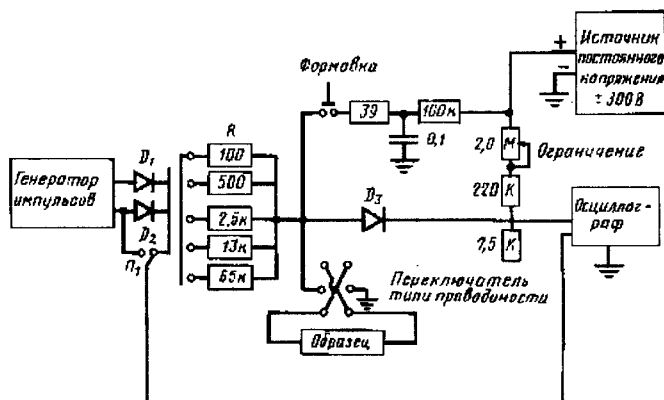 +
Источник
постоянного
напряжения
± 300 В
−
Формовка
39
100к
0,1
2,0 М
Ограничение
220 К
7,5 К
R
100
500
2,5к
13к
65к
Генератор
импульсов
D₁
D₂
П₁
D₃
Осциллог-
раф
Переключатель
типи проводимости
Образец